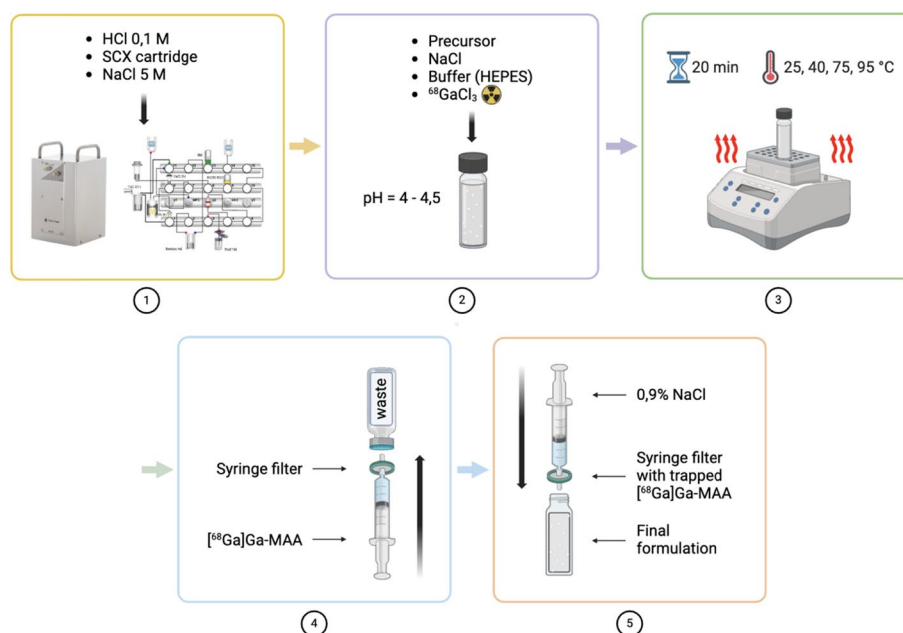 HCl 0,1 M
SCX cartridge
NaCl 5 M
1
Precursor
NaCl
Buffer (HEPES)
⁶⁸GaCl₃
pH = 4 - 4,5
2
20 min
25, 40, 75, 95 °C
3
waste
Syringe filter
[⁶⁸Ga]Ga-MAA
4
0,9% NaCl
Syringe filter
with trapped
[⁶⁸Ga]Ga-MAA
Final
formulation
5